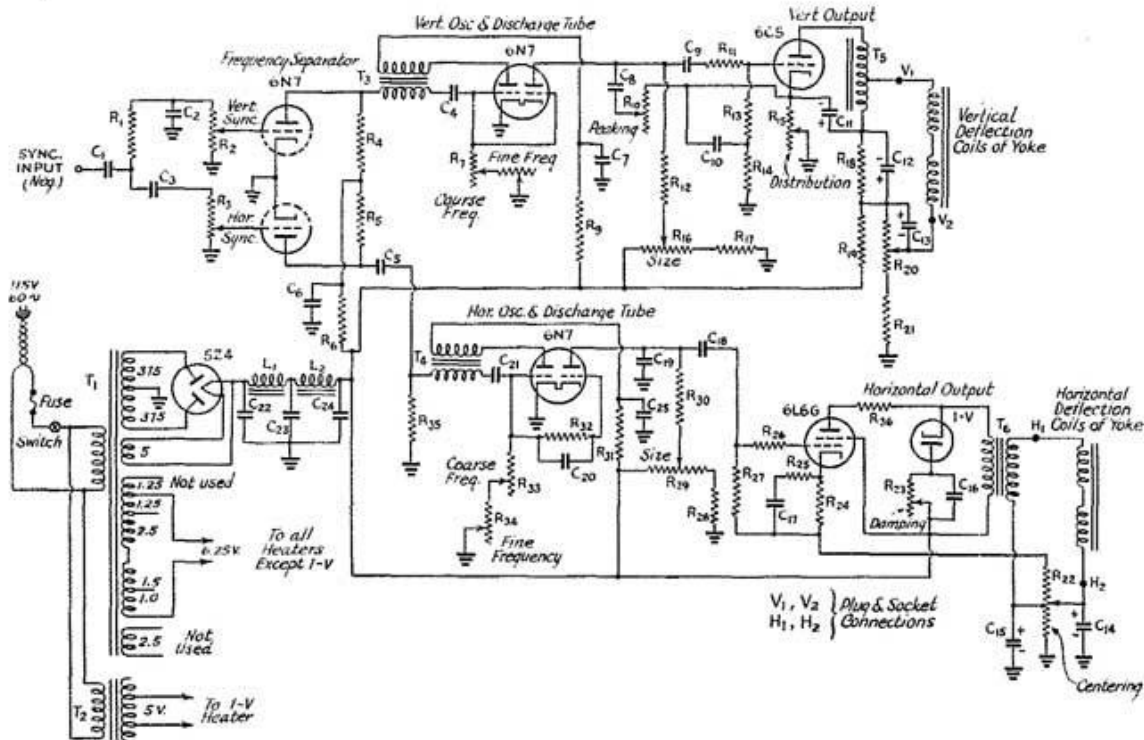 Vert. Osc & Discharge Tube
Vert Output
Frequency Separator
6N7
6N7
6C5
T3
T5
R1
C2
Vert.
Sync.
R2
SYNC.
INPUT
(Neg.)
C1
C3
R3
Hor.
Sync.
R4
R5
C4
R7
Fine Freq
Course
Freq.
C5
C6
R6
C7
R9
C8
C9
R11
R10
Peaking
C10
R12
R13
R14
R15
C11
Distribution
R16
Size
R17
R18
C12
R19
C13
R20
R21
V1
V2
Vertical
Deflection
Coils of Yoke
115V
60~
Fuse
Switch
T1
375
375
5
5Z4
L1
L2
C22
C23
C24
1.25
Not used
1.25
2.5
6.25V.
To all
Heaters
Except 1-V
1.5
1.0
2.5
Not
Used
T2
5V.
To 1-V
Heater
Hor. Osc. & Discharge Tube
6N7
T4
C21
R35
R32
C20
Coarse
Freq.
R33
R34
Fine
Frequency
R31
C19
C25
C18
R30
Size
R29
R28
R27
R26
6L6G
Horizontal Output
R25
C17
R24
R36
1-V
R23
C16
Damping
T6
H1
Horizontal
Deflection
Coils of Yoke
H2
R22
C15
C14
Centering
V1, V2 } Plug & Socket
H1, H2 } Connections